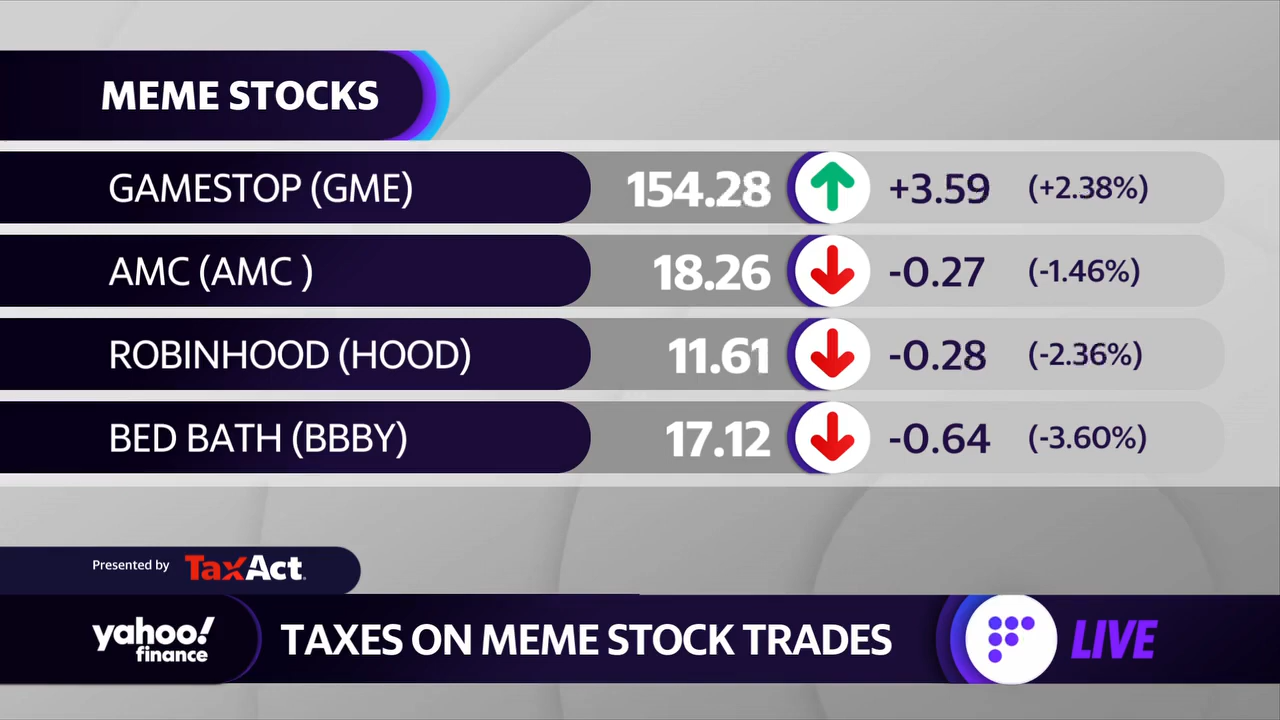 MEME STOCKS
GAMESTOP (GME) 154.28 +3.59 (+2.38%)
AMC (AMC ) 18.26 -0.27 (-1.46%)
ROBINHOOD (HOOD) 11.61 -0.28 (-2.36%)
BED BATH (BBBY) 17.12 -0.64 (-3.60%)
Presented by TaxAct.
yahoo! finance
TAXES ON MEME STOCK TRADES
LIVE